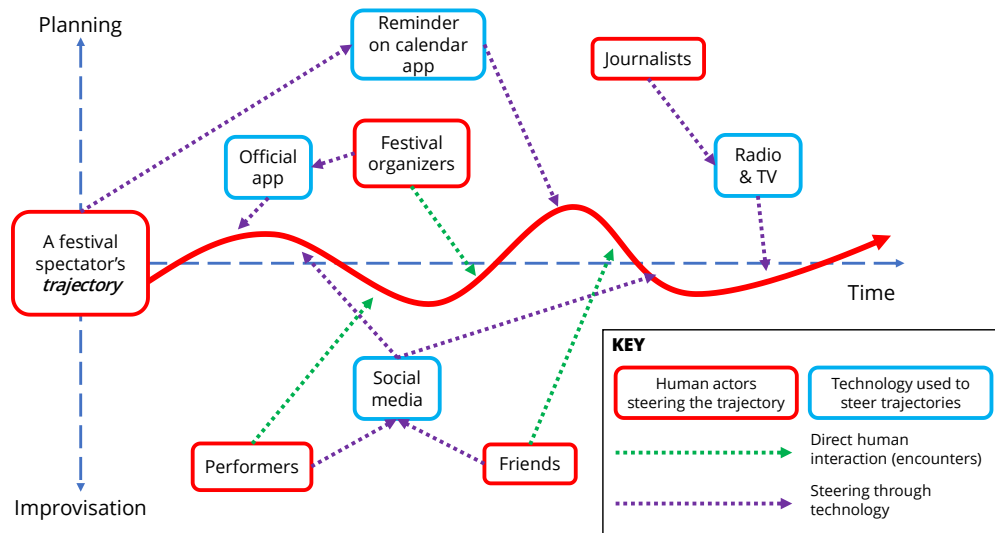 Planning
Reminder
on calendar
app
Journalists
Official
app
Festival
organizers
Radio
& TV
A festival
spectator’s
trajectory
Time
Social
media
Performers
Friends
Improvisation
KEY
Human actors
steering the trajectory
Technology used to
steer trajectories
Direct human
interaction (encounters)
Steering through
technology